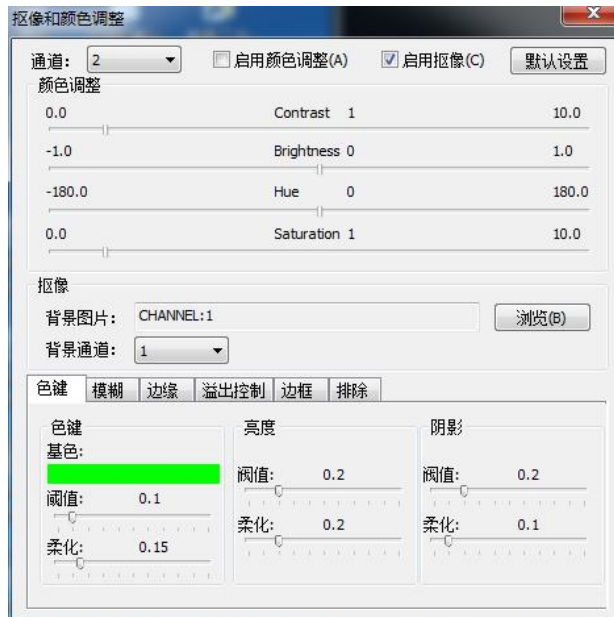 抠像和颜色调整
通道： 2 启用颜色调整(A) 启用抠像(C) 默认设置
颜色调整
0.0 Contrast 1 10.0
-1.0 Brightness 0 1.0
-180.0 Hue 0 180.0
0.0 Saturation 1 10.0
抠像
背景图片： CHANNEL:1 浏览(B)
背景通道： 1
色键 模糊 边缘 溢出控制 边框 排除
色键 亮度 阴影
基色:
阈值: 0.2 阈值: 0.2
阈值: 0.1
柔化: 0.2 柔化: 0.1
柔化: 0.15